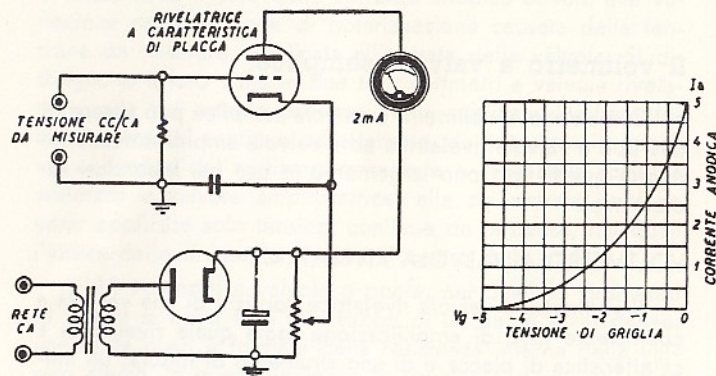 RIVELATRICE
A CARATTERISTICA
DI PLACCA
TENSIONE CC/CA
DA MISURARE
2mA
RETE
CA
Ia
5
4
3
2
1
0
CORRENTE ANODICA
Vg -5 -4 -3 -2 -1 0
TENSIONE DI GRIGLIA